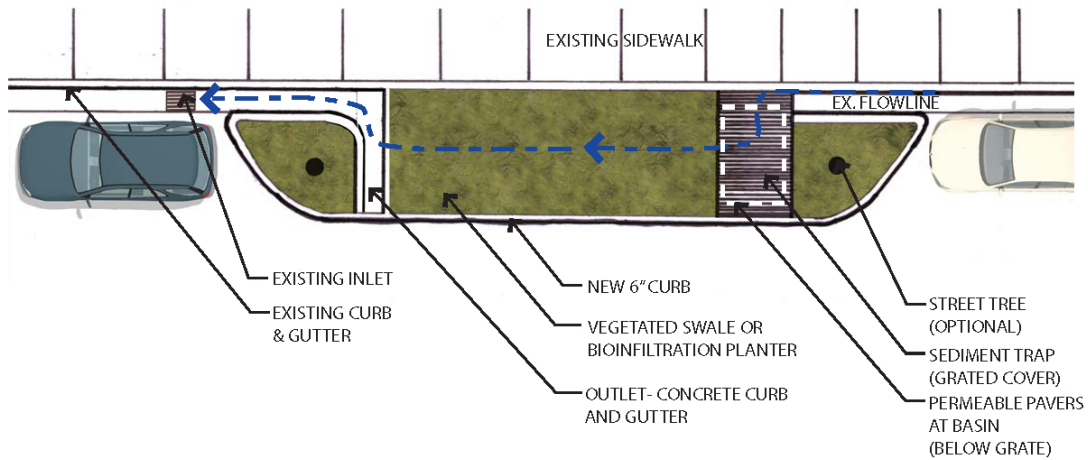 EXISTING SIDEWALK
EX. FLOWLINE
EXISTING INLET
EXISTING CURB
& GUTTER
NEW 6" CURB
VEGETATED SWALE OR
BIOINFILTRATION PLANTER
OUTLET- CONCRETE CURB
AND GUTTER
STREET TREE
(OPTIONAL)
SEDIMENT TRAP
(GRATED COVER)
PERMEABLE PAVERS
AT BASIN
(BELOW GRATE)